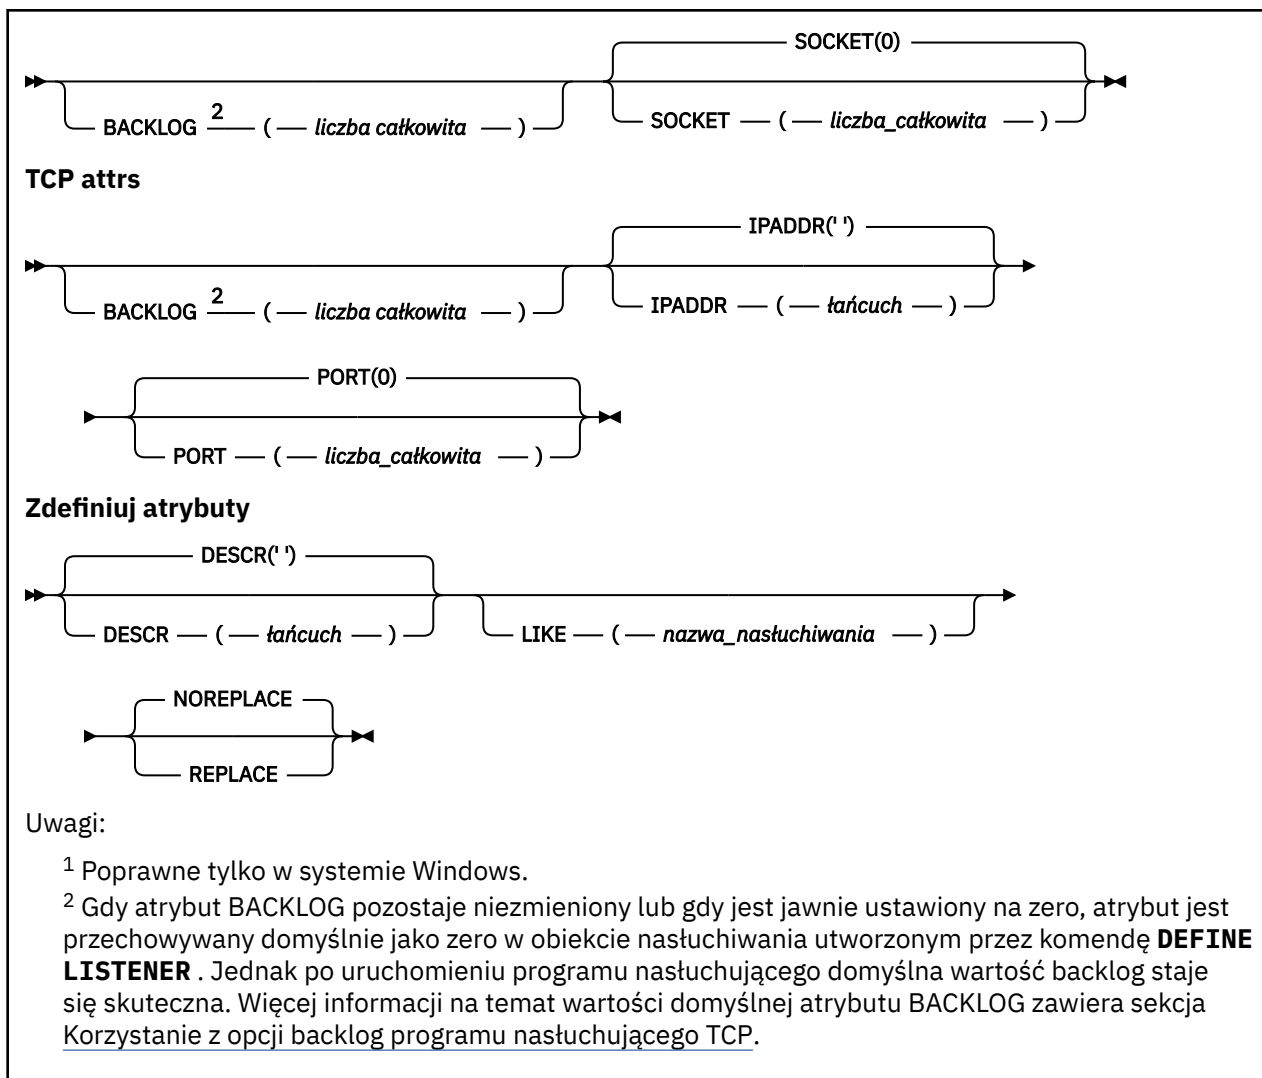 SOCKET(0)
BACKLOG 2 ( liczba całkowita ) SOCKET ( liczba_całkowita )
TCP attrs
IPADDR(' ')
BACKLOG 2 ( liczba całkowita ) IPADDR ( łańcuch )
PORT(0)
PORT ( liczba_całkowita )
Zdefiniuj atrybuty
DESCR(' ')
DESCR ( łańcuch ) LIKE ( nazwa_nasłuchiwania )
NOREPLACE
REPLACE
Uwagi:
1 Poprawne tylko w systemie Windows.
2 Gdy atrybut BACKLOG pozostaje niezmieniony lub gdy jest jawnie ustawiony na zero, atrybut jest
przechowywany domyślnie jako zero w obiekcie nasłuchiwania utworzonym przez komendę DEFINE
LISTENER . Jednak po uruchomieniu programu nasłuchującego domyślna wartość backlog staje
się skuteczna. Więcej informacji na temat wartości domyślnej atrybutu BACKLOG zawiera sekcja
Korzystanie z opcji backlog programu nasłuchującego TCP.